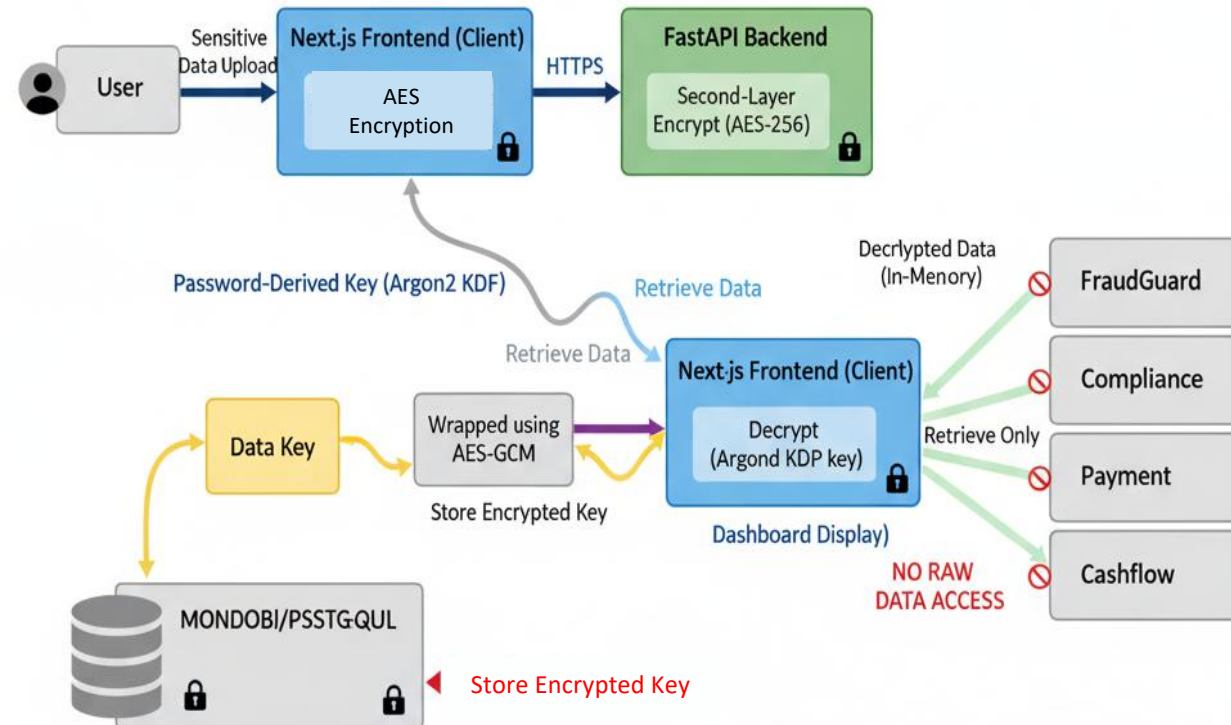 User
Sensitive
Data Upload
Next.js Frontend (Client)
AES
Encryption
HTTPS
FastAPI Backend
Second-Layer
Encrypt (AES-256)
Password-Derived Key (Argon2 KDF)
Retrieve Data
Retrieve Data
Decrlypted Data
(In-Menory)
FraudGuard
Compliance
Payment
Cashflow
Next·js Frontend (Client)
Decrypt
(Argond KDP key)
Retrieve Only
Data Key
Wrapped using
AES-GCM
Store Encrypted Key
Dashboard Display)
NO RAW
DATA ACCESS
MONDOBI/PSSTG·QUL
Store Encrypted Key